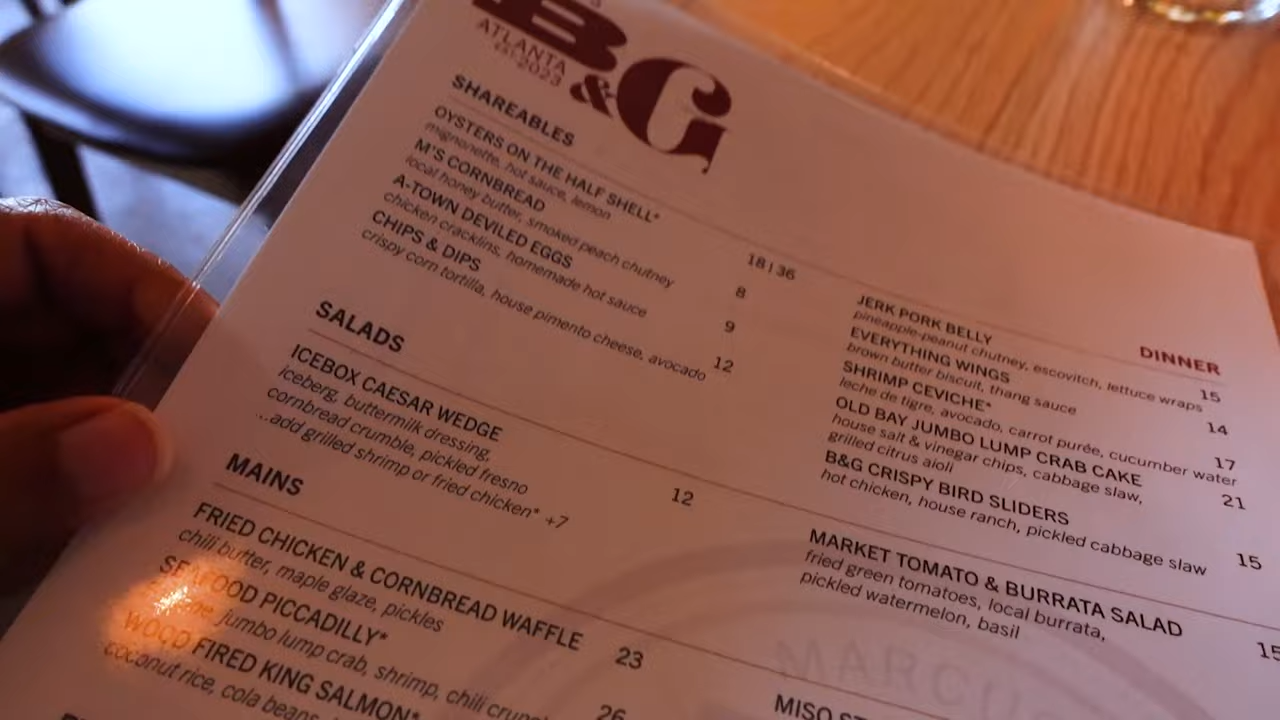 B&G
ATLANTA
EST. 2023
SHAREABLES
OYSTERS ON THE HALF SHELL* 18 | 36
mignonette, hot sauce, lemon
M'S CORNBREAD 8
local honey butter, smoked peach chutney
A-TOWN DEVILED EGGS 9
chicken cracklins, homemade hot sauce
CHIPS & DIPS 12
crispy corn tortilla, house pimento cheese, avocado
DINNER
JERK PORK BELLY 15
pineapple-peanut chutney, escovitch, lettuce wraps
EVERYTHING WINGS 14
brown butter biscuit, thang sauce
SHRIMP CEVICHE* 17
leche de tigre, avocado, carrot purée, cucumber water
OLD BAY JUMBO LUMP CRAB CAKE 21
house salt & vinegar chips, cabbage slaw,
grilled citrus aioli
B&G CRISPY BIRD SLIDERS 15
hot chicken, house ranch, pickled cabbage slaw
SALADS
ICEBOX CAESAR WEDGE 12
iceberg, buttermilk dressing,
cornbread crumble, pickled fresno
...add grilled shrimp or fried chicken* +7
MARKET TOMATO & BURRATA SALAD 15
fried green tomatoes, local burrata,
pickled watermelon, basil
MAINS
FRIED CHICKEN & CORNBREAD WAFFLE 23
chili butter, maple glaze, pickles
SEAFOOD PICCADILLY* 26
jumbo lump crab, shrimp, chili
WOOD FIRED KING SALMON*
coconut rice, cola beans,
MISO
MARCU